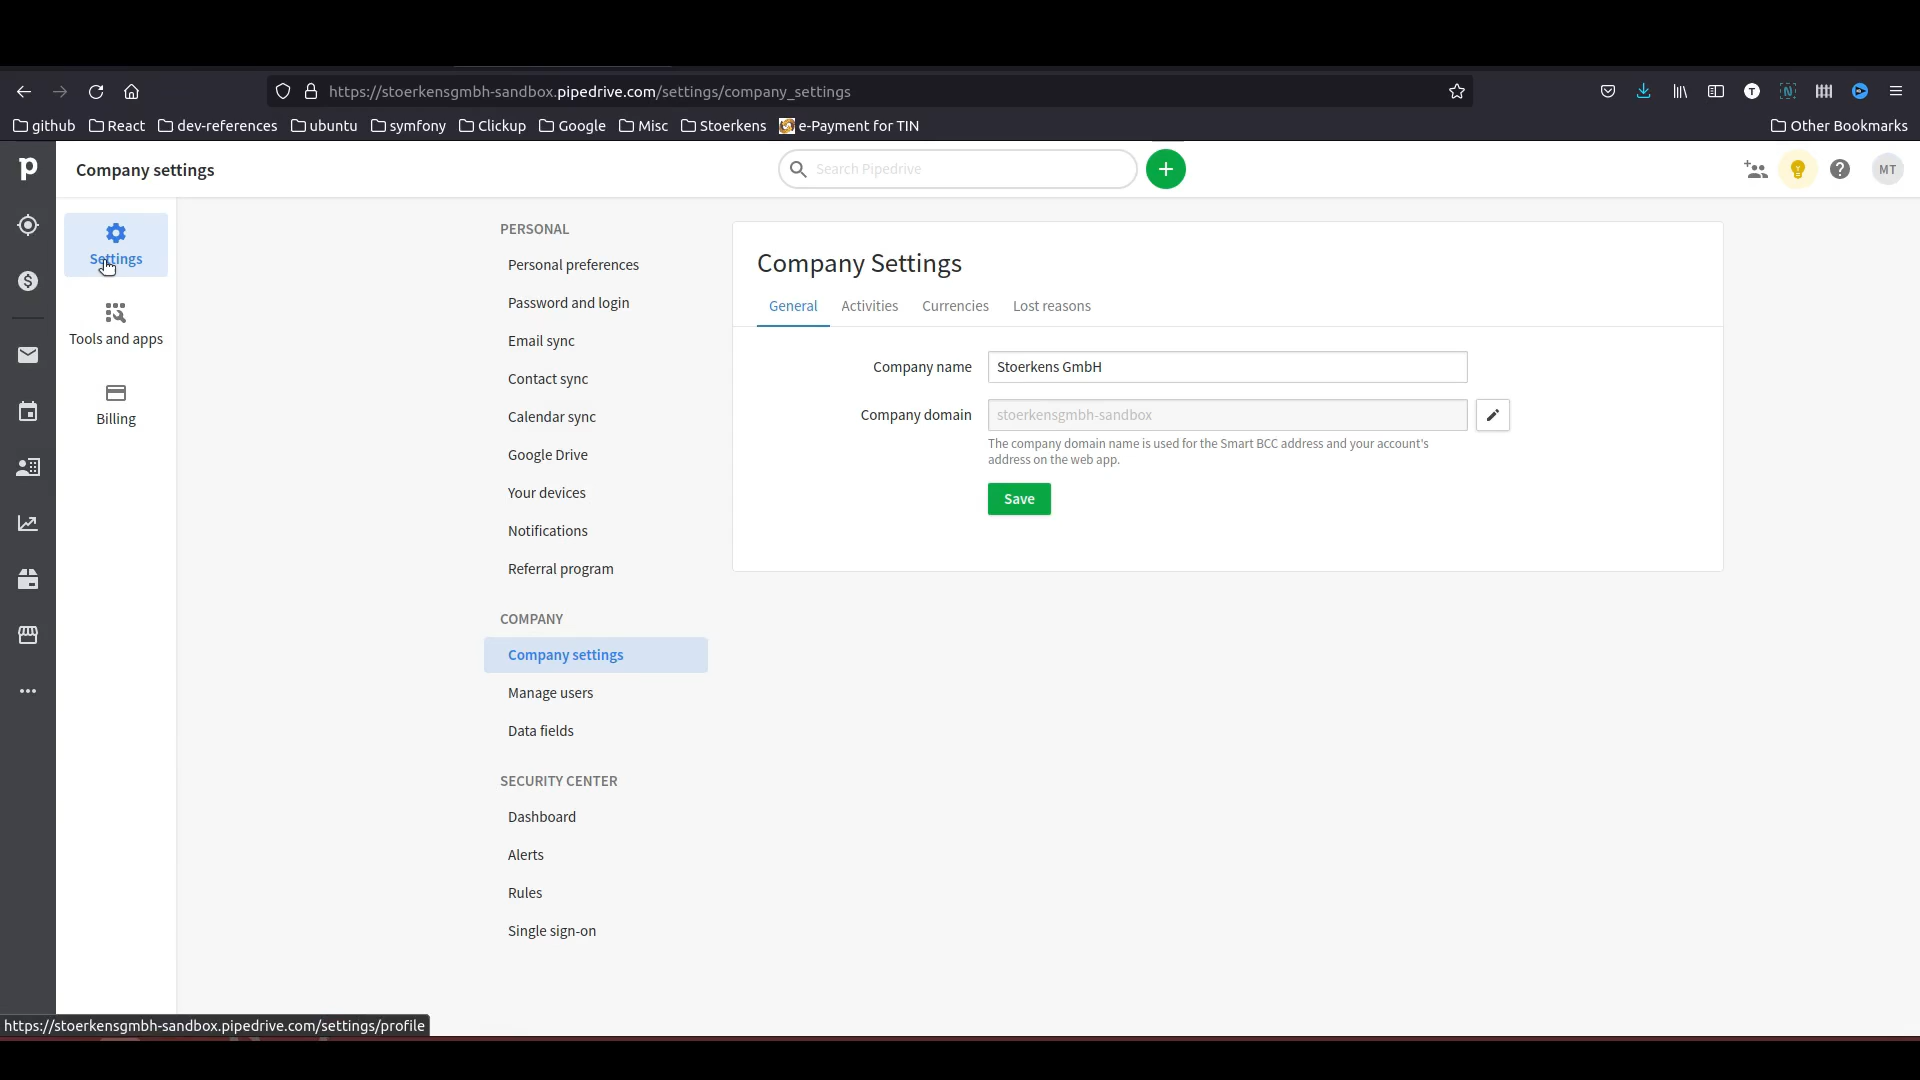 https://stoerkensgmbh-sandbox.pipedrive.com/settings/company_settings
github React dev-references ubuntu symfony Clickup Google Misc Stoerkens e-Payment for TIN Other Bookmarks
p Company settings Search Pipedrive MT
Settings
Tools and apps
Billing
PERSONAL
Personal preferences
Password and login
Email sync
Contact sync
Calendar sync
Google Drive
Your devices
Notifications
Referral program
COMPANY
Company settings
Manage users
Data fields
SECURITY CENTER
Dashboard
Alerts
Rules
Single sign-on
Company Settings
General Activities Currencies Lost reasons
Company name Stoerkens GmbH
Company domain stoerkensgmbh-sandbox
The company domain name is used for the Smart BCC address and your account's
address on the web app.
Save
https://stoerkensgmbh-sandbox.pipedrive.com/settings/profile